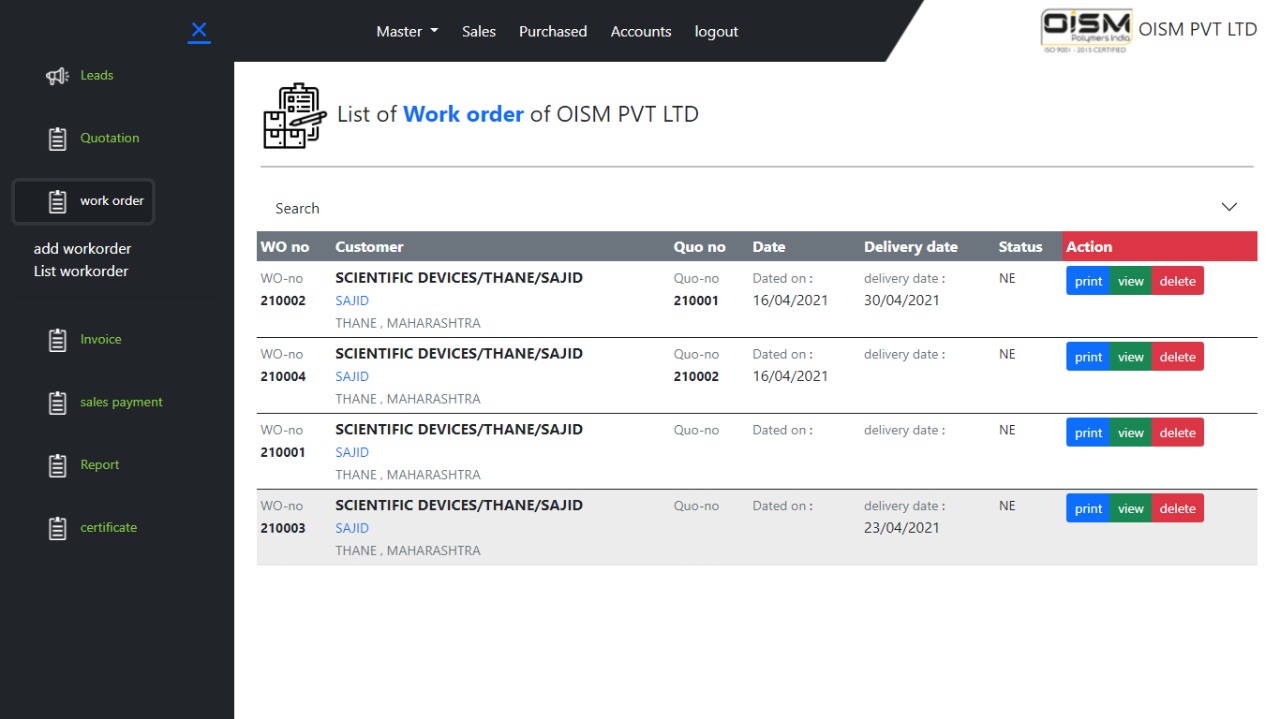 Master Sales Purchased Accounts logout
OISM
Polymers India
ISO 9001 - 2015 CERTIFIED
OISM PVT LTD
Leads
Quotation
work order
add workorder
List workorder
Invoice
sales payment
Report
certificate
List of Work order of OISM PVT LTD
Search
WO no Customer Quo no Date Delivery date Status Action
WO-no SCIENTIFIC DEVICES/THANE/SAJID Quo-no Dated on : delivery date : NE print view delete
210002 SAJID 210001 16/04/2021 30/04/2021
THANE , MAHARASHTRA
WO-no SCIENTIFIC DEVICES/THANE/SAJID Quo-no Dated on : delivery date : NE print view delete
210004 SAJID 210002 16/04/2021
THANE , MAHARASHTRA
WO-no SCIENTIFIC DEVICES/THANE/SAJID Quo-no Dated on : delivery date : NE print view delete
210001 SAJID
THANE , MAHARASHTRA
WO-no SCIENTIFIC DEVICES/THANE/SAJID Quo-no Dated on : delivery date : NE print view delete
210003 SAJID 23/04/2021
THANE , MAHARASHTRA